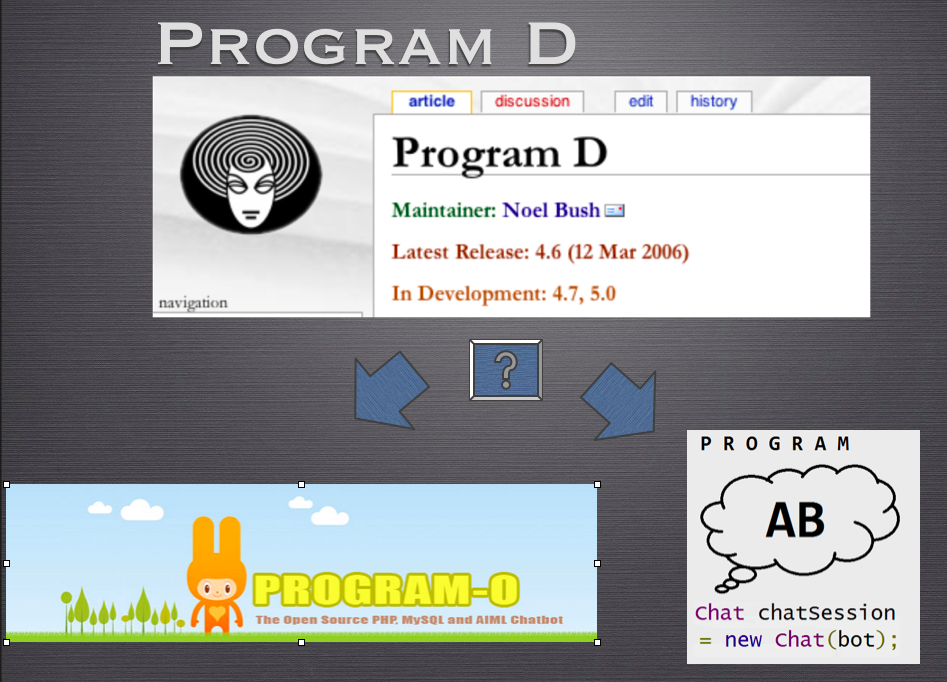 PROGRAM D
article discussion edit history
Program D
Maintainer: Noel Bush
Latest Release: 4.6 (12 Mar 2006)
In Development: 4.7, 5.0
navigation
?
PROGRAM-O
The Open Source PHP, MySQL and AIML Chatbot
PROGRAM
AB
Chat chatSession
= new Chat(bot);